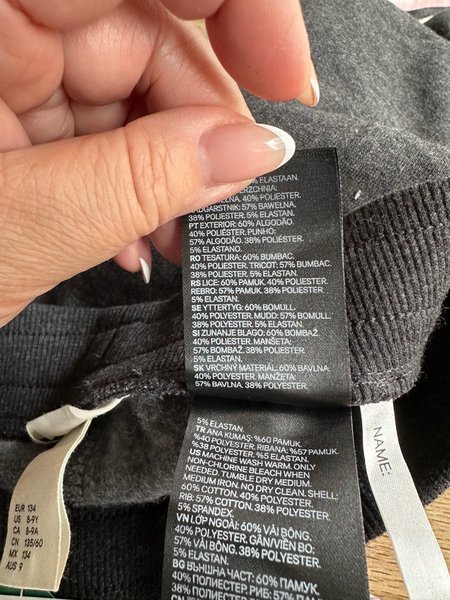 % ELASTAAN.
ERZCHNIA:
40% POLIESTER.
57% BAWEŁNA,
38% POLIESTER, 5% ELASTAN.
PT EXTERIOR: 60% ALGODÃO,
40% POLIÉSTER. PUNHO:
57% ALGODÃO, 38% POLIÉSTER,
5% ELASTANO.
RO TESATURA: 60% BUMBAC,
40% POLIESTER, TRICOT: 57% BUMBAC,
38% POLIESTER, 5% ELASTAN.
RS LICE: 60% PAMUK, 40% POLIESTER.
REBRO: 57% PAMUK, 38% POLIESTER,
5% ELASTAN.
SE YTTERTYG: 60% BOMULL,
40% POLYESTER. MUDD: 57% BOMULL,
38% POLYESTER, 5% ELASTAN.
SI ZUNANJE BLAGO: 60% BOMBAŽ,
40% POLIESTER, MANŠETA:
57% BOMBAŽ, 38% POLIESTER,
5% ELASTAN.
SK VRCHNÝ MATERIÁL: 60% BAVLNA,
40% POLYESTER, MANŽETA:
57% BAVLNA, 38% POLYESTER,
5% ELASTAN
TR ANA KUMAŞ: %60 PAMUK,
%40 POLYESTER. RIBANA: %57 PAMUK,
%38 POLYESTER, %5 ELASTAN.
US MACHINE WASH WARM. ONLY
NON-CHLORINE BLEACH WHEN
NEEDED. TUMBLE DRY MEDIUM.
MEDIUM IRON. NO DRY CLEAN. SHELL:
60% COTTON, 40% POLYESTER.
RIB: 57% COTTON, 38% POLYESTER,
5% SPANDEX.
VN LỚP NGOÀI: 60% VẢI BÔNG,
40% POLYESTER. GẤN/VIỀN BO:
57% VẢI BÔNG, 38% POLYESTER,
5% ELASTAN.
BG ВЪНШНА ЧАСТ: 60% ПАМУК,
40% ПОЛИЕСТЕР. РИБ: 57% ПАМУК,
38% ПОЛИЕСТЕР, 5% ЕЛАСТАН.
NAME:
EUR 134
US 8-9Y
CA 8-9A
CN 135/60
MX 134
AUS 9